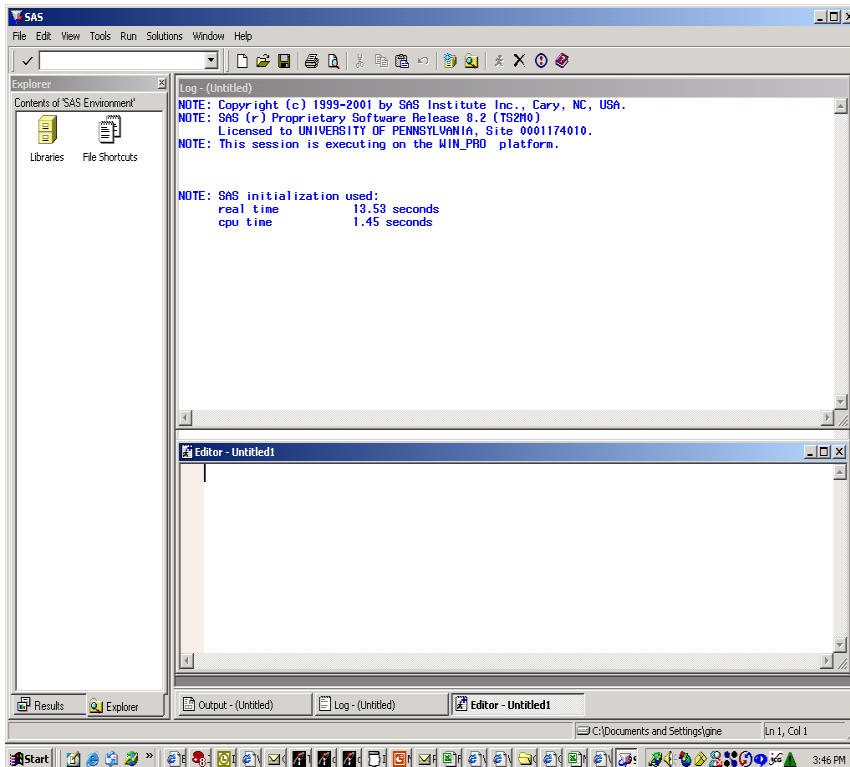 SAS
File Edit View Tools Run Solutions Window Help
Explorer
Contents of 'SAS Environment'
Libraries File Shortcuts
Log - (Untitled)
NOTE: Copyright (c) 1999-2001 by SAS Institute Inc., Cary, NC, USA.
NOTE: SAS (r) Proprietary Software Release 8.2 (TS2M0)
Licensed to UNIVERSITY OF PENNSYLVANIA, Site 0001174010.
NOTE: This session is executing on the WIN_PRO platform.
NOTE: SAS initialization used:
real time 13.53 seconds
cpu time 1.45 seconds
Editor - Untitled1
Results Explorer
Output - (Untitled) Log - (Untitled) Editor - Untitled1
C:\Documents and Settings\gine Ln 1, Col 1
Start 3:46 PM